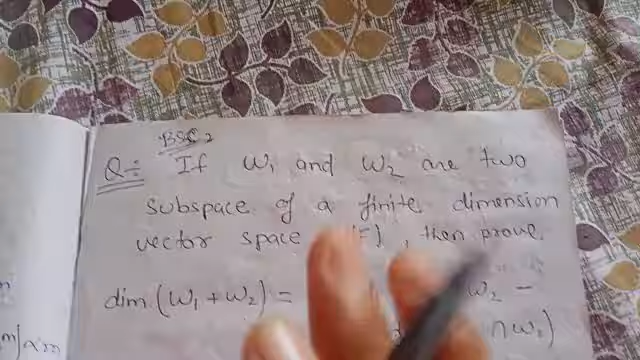 BSC 2
Q÷ If W₁ and W₂ are two
subspace of a finite dimension
vector space (F), then prove
dim (W₁ + W₂) = W₂ -
∩ W₂)